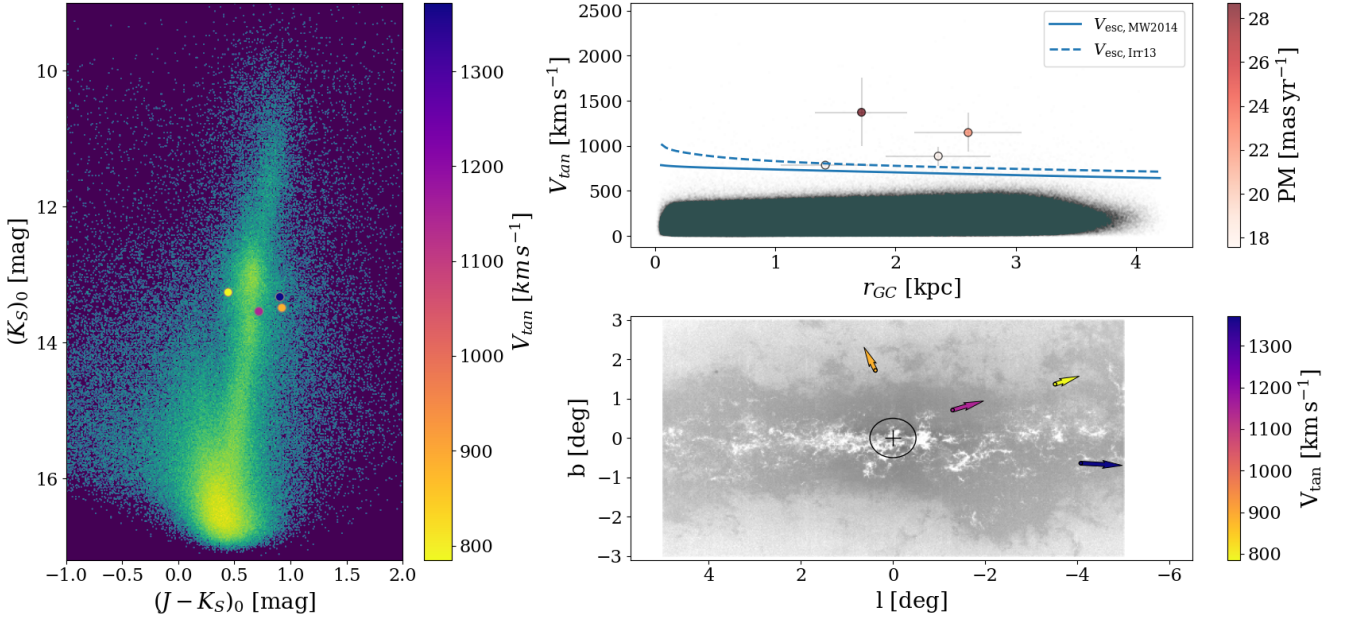 10
12
14
16
(K_S)_0 [mag]
−1.0 −0.5 0.0 0.5 1.0 1.5 2.0
(J − K_S)_0 [mag]
1300
1200
1100
1000
900
800
V_tan [km s^−1]
2500
2000
1500
1000
500
0
V_tan [km s^−1]
V_esc, MW2014
V_esc, Irr13
0 1 2 3 4
r_GC [kpc]
28
26
24
22
20
18
PM [mas yr^−1]
3
2
1
0
−1
−2
−3
b [deg]
4 2 0 −2 −4 −6
l [deg]
1300
1200
1100
1000
900
800
V_tan [km s^−1]